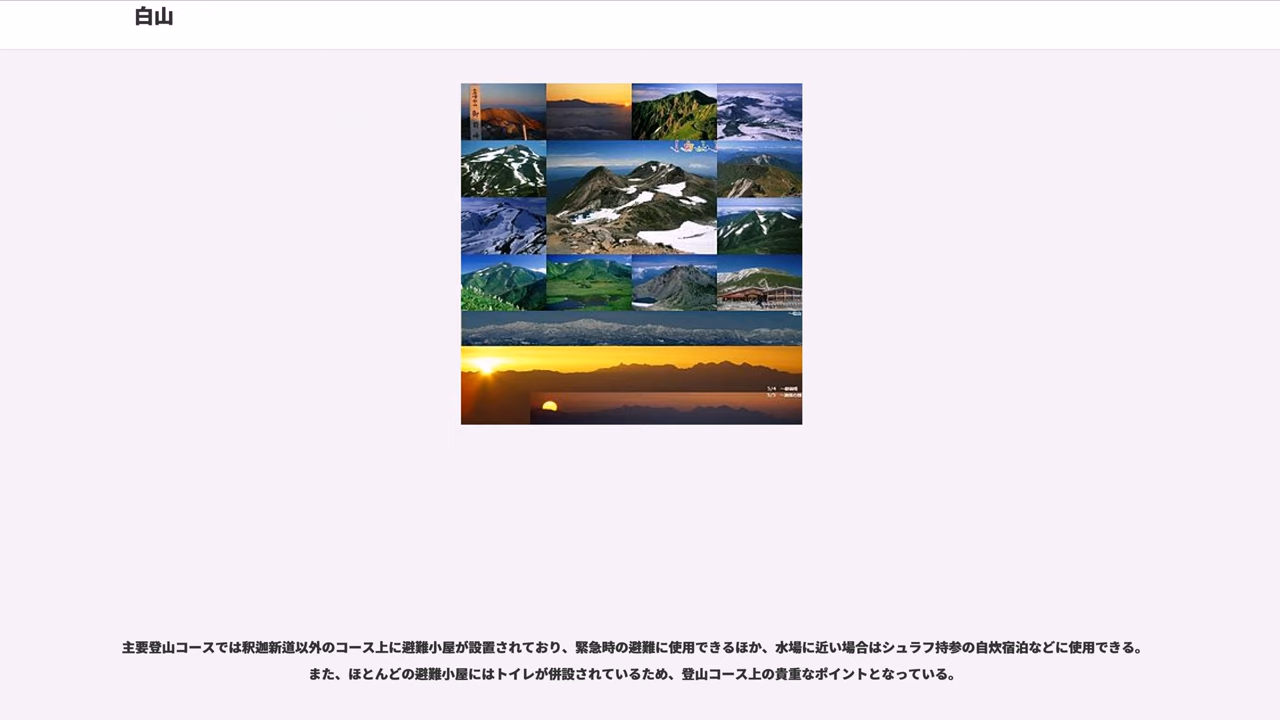 白山
主要登山コースでは釈迦新道以外のコース上に避難小屋が設置されており、緊急時の避難に使用できるほか、水場に近い場合はシュラフ持参の自炊宿泊などに使用できる。
また、ほとんどの避難小屋にはトイレが併設されているため、登山コース上の貴重なポイントとなっている。